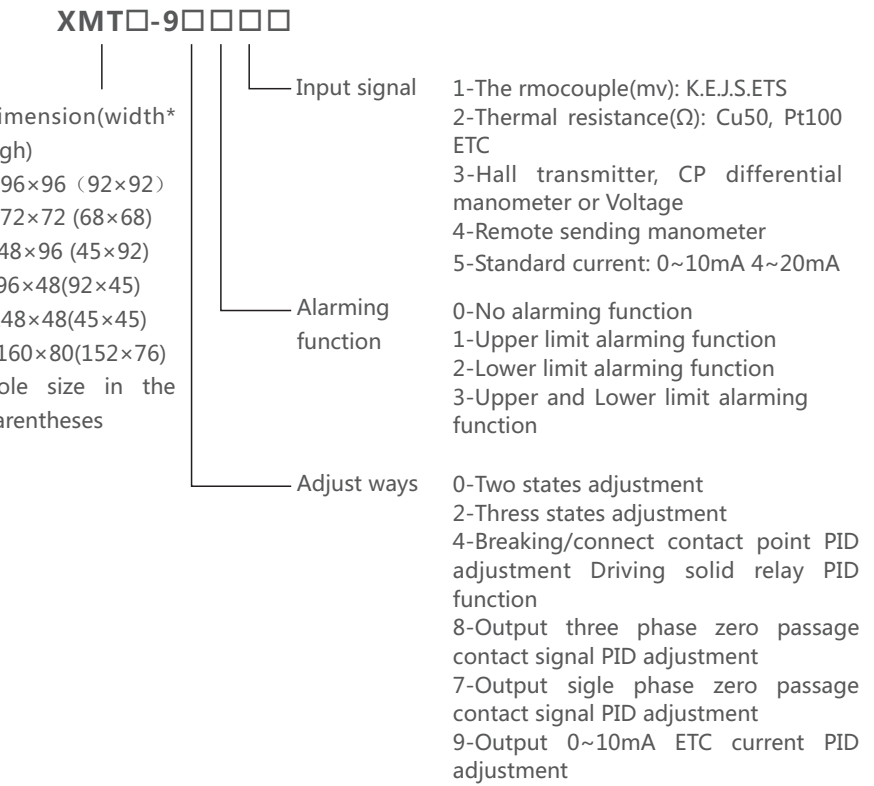 XMT□-9□□□□
Input signal
1-The rmocouple(mv): K.E.J.S.ETS
2-Thermal resistance(Ω): Cu50, Pt100
ETC
3-Hall transmitter, CP differential
manometer or Voltage
4-Remote sending manometer
5-Standard current: 0~10mA 4~20mA
imension(width*
gh)
96×96（92×92）
72×72 (68×68)
48×96 (45×92)
96×48(92×45)
48×48(45×45)
160×80(152×76)
ole size in the
arentheses
Alarming
function
0-No alarming function
1-Upper limit alarming function
2-Lower limit alarming function
3-Upper and Lower limit alarming
function
Adjust ways
0-Two states adjustment
2-Thress states adjustment
4-Breaking/connect contact point PID
adjustment Driving solid relay PID
function
8-Output three phase zero passage
contact signal PID adjustment
7-Output sigle phase zero passage
contact signal PID adjustment
9-Output 0~10mA ETC current PID
adjustment